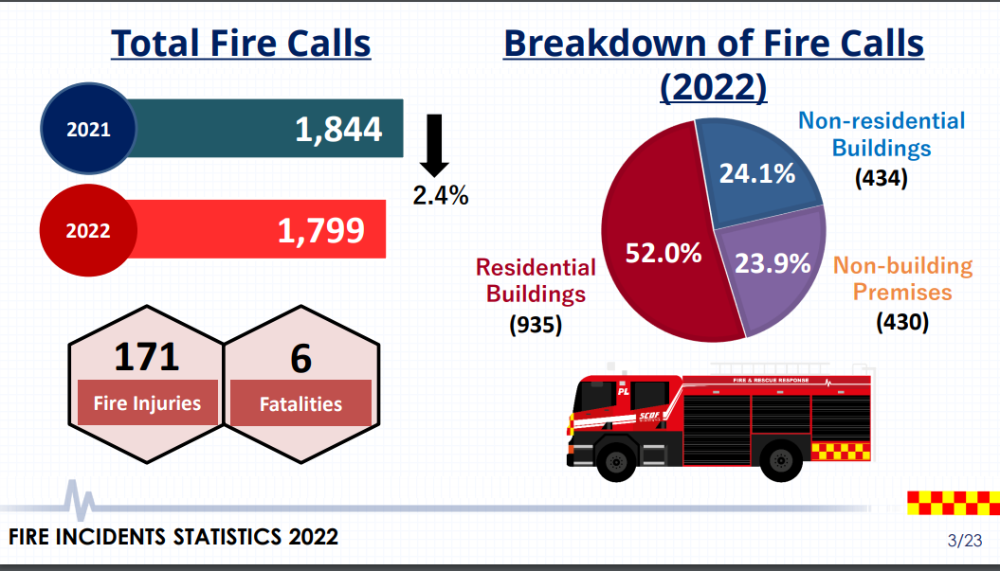 Total Fire Calls
2021
1,844
2.4%
2022
1,799
171
Fire Injuries
6
Fatalities
Breakdown of Fire Calls
(2022)
Non-residential
Buildings
(434)
24.1%
52.0%
23.9%
Residential
Buildings
(935)
Non-building
Premises
(430)
FIRE & RESCUE RESPONSE
PL
SCDF
FIRE INCIDENTS STATISTICS 2022
3/23